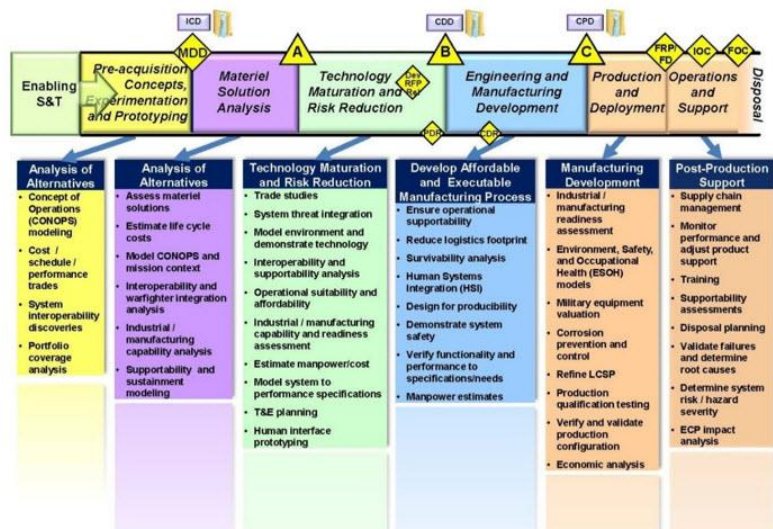 ICD
CDD
CPD
MDD
A
B
C
FRP/
FD
IOC
FOC
Enabling
S&T
Pre-acquisition
Concepts,
Experimentation
and Prototyping
Materiel
Solution
Analysis
Technology
Maturation and
Risk Reduction
Dev
RFP
Rel
Engineering and
Manufacturing
Development
Production
and
Deployment
Operations
and
Support
Disposal
PDR
CDR
Analysis of
Alternatives
• Concept of
Operations (CONOPS)
modeling
• Cost / 
schedule /
performance
trades
• System
interoperability
discoveries
• Portfolio
coverage analysis
Analysis of
Alternatives
• Assess materiel
solutions
• Estimate life cycle
costs
• Model CONOPS and
mission context
• Interoperability and
warfighter integration
analysis
• Industrial /
manufacturing
capability analysis
• Supportability and
sustainment
modeling
Technology Maturation
and Risk Reduction
• Trade studies
• System threat integration
• Model environment and
demonstrate technology
• Interoperability and
supportability analysis
• Operational suitability and
affordability
• Industrial / manufacturing
capability and readiness
assessment
• Estimate manpower/cost
• Model system to
performance specifications
• T&E planning
• Human interface
prototyping
Develop Affordable
and Executable
Manufacturing Process
• Ensure operational
supportability
• Reduce logistics footprint
• Survivability analysis
• Human Systems
Integration (HSI)
• Design for producibility
• Demonstrate system
safety
• Verify functionality and
performance to
specifications/needs
• Manpower estimates
Manufacturing
Development
• Industrial /
manufacturing
readiness
assessment
• Environment, Safety,
and Occupational
Health (ESOH)
models
• Military equipment
valuation
• Corrosion
prevention and
control
• Refine LCSP
• Production
qualification testing
• Verify and validate
production
configuration
• Economic analysis
Post-Production
Support
• Supply chain
management
• Monitor
performance and
adjust product
support
• Training
• Supportability
assessments
• Disposal planning
• Validate failures and
determine root
causes
• Determine system
risk / hazard
severity
• ECP impact
analysis